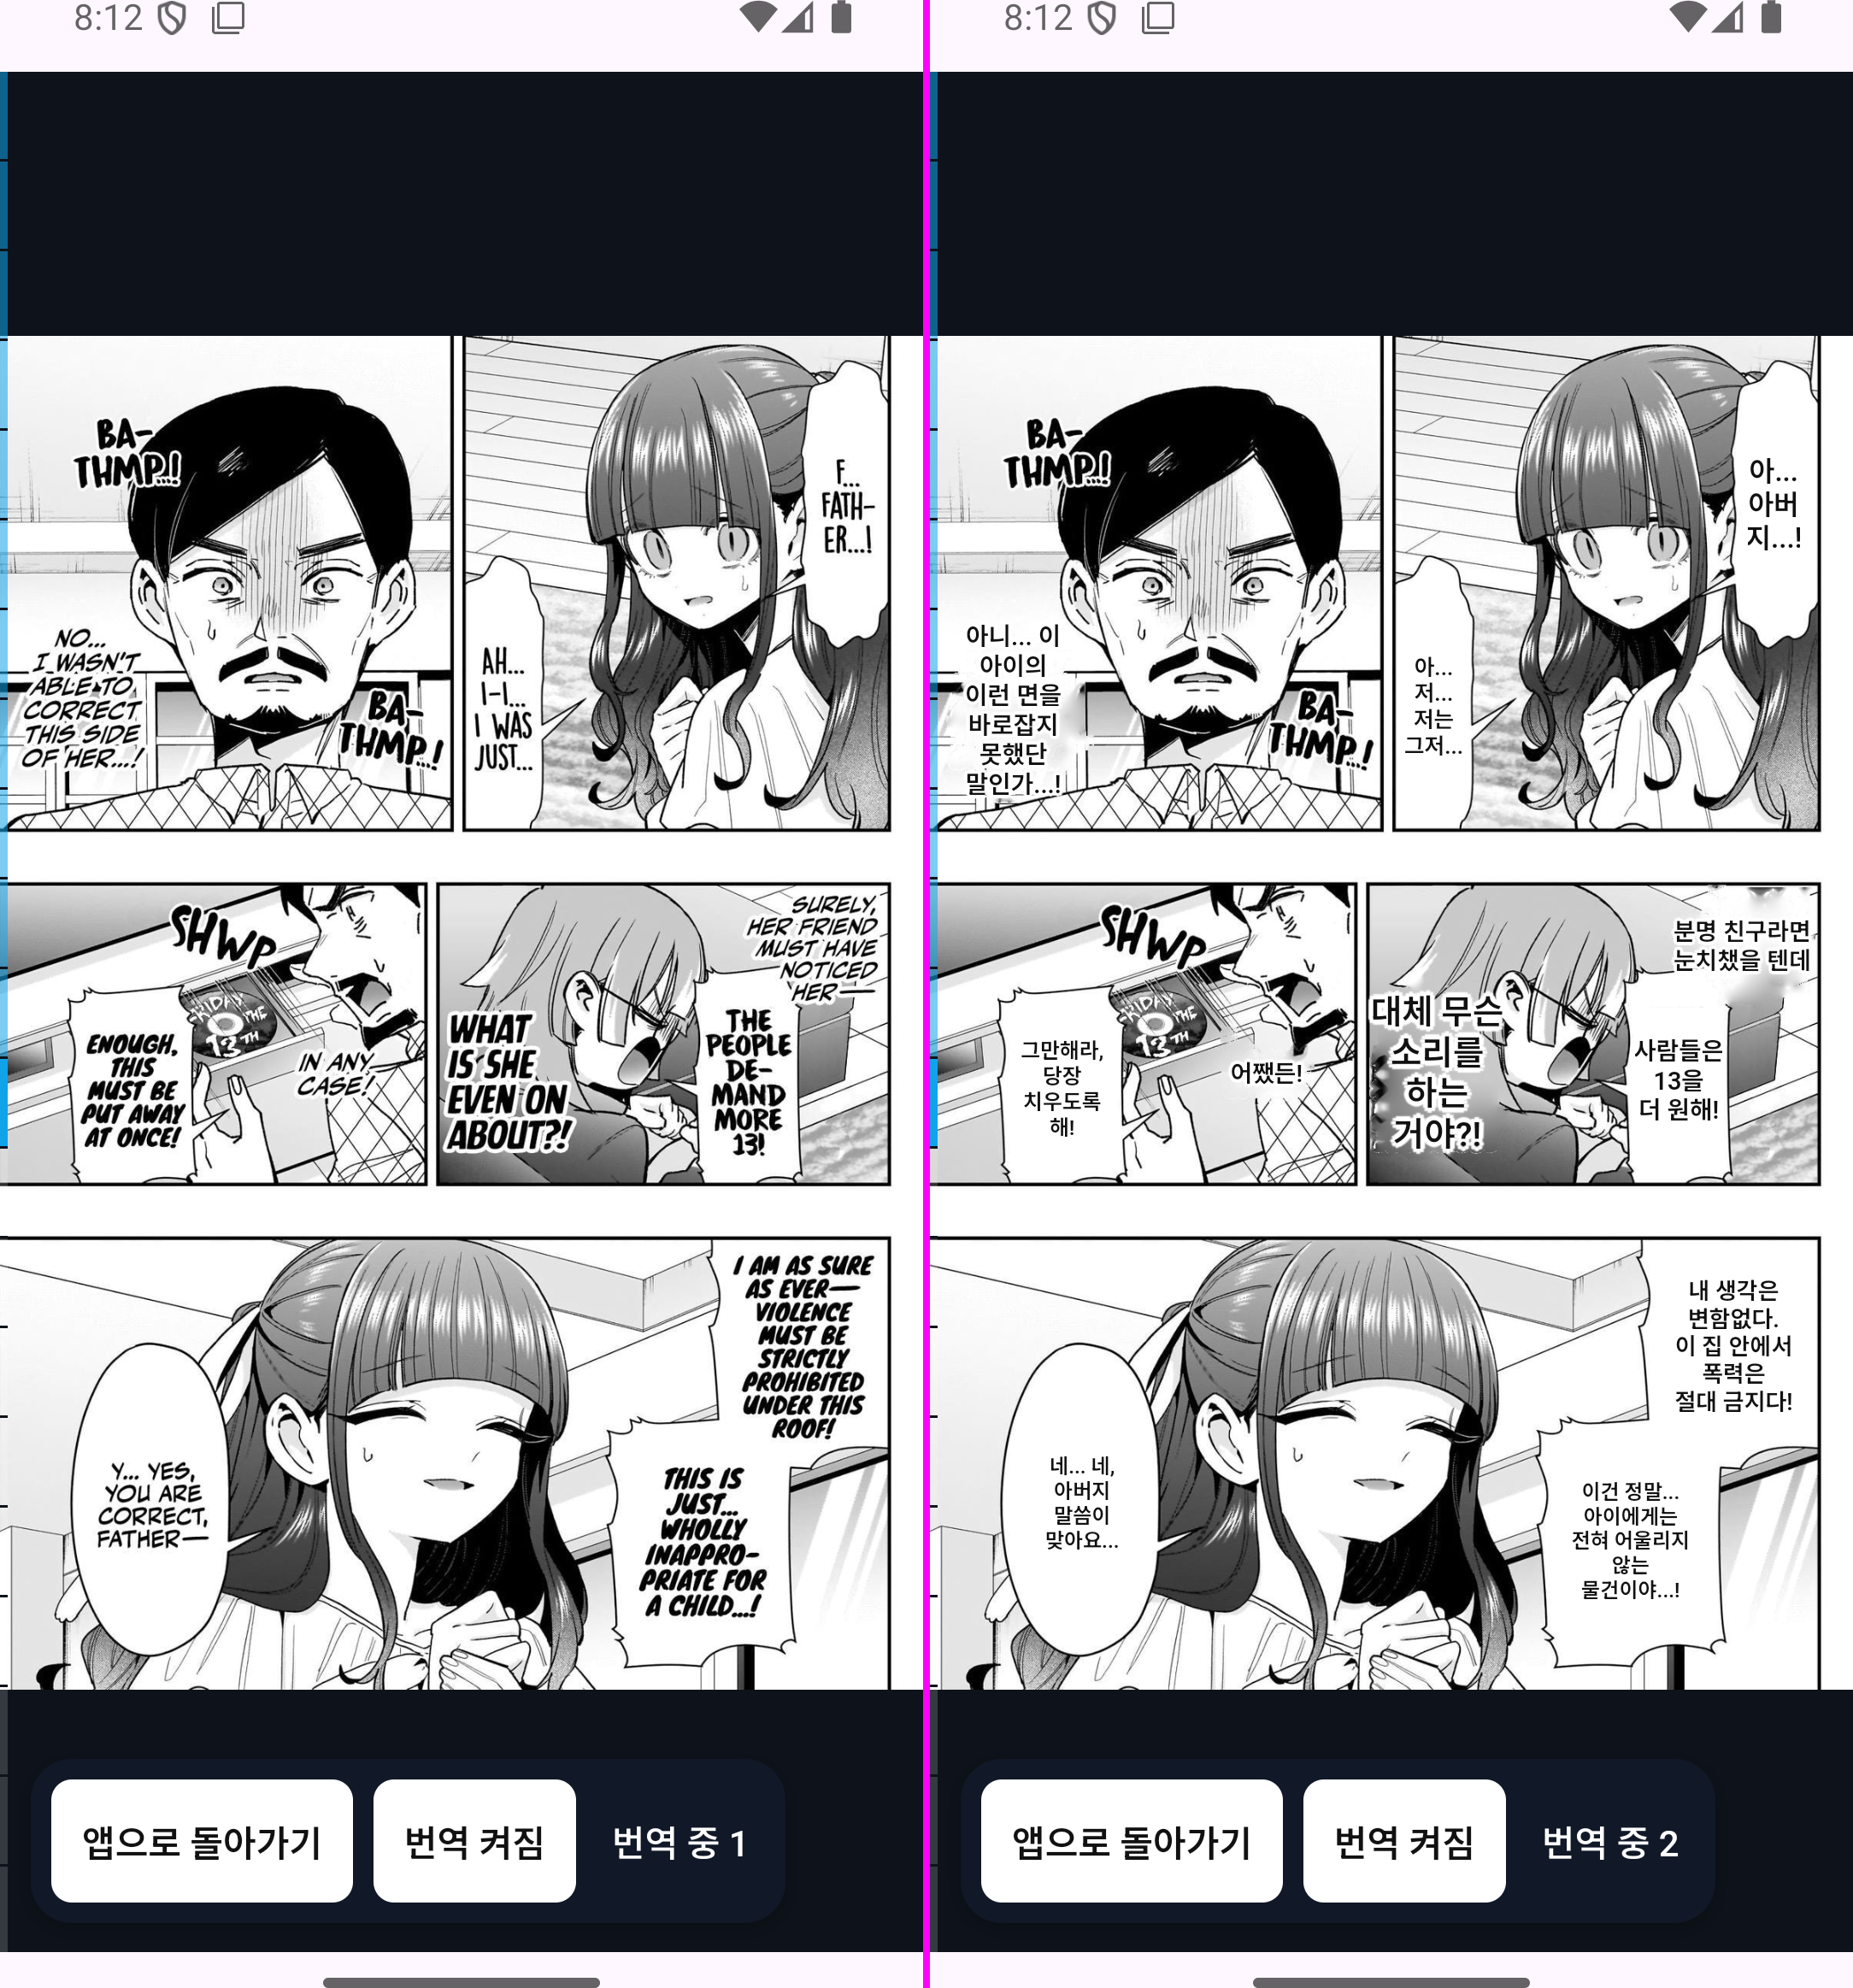 8:12
BA-
THMP..!
F...
FATH-
ER...!
AH...
I-I...
I WAS
JUST...
NO...
I WASN'T
ABLE TO
CORRECT
THIS SIDE
OF HER...!
BA-
THMP..!
SURELY,
HER FRIEND
MUST HAVE
NOTICED
HER—
THE
PEOPLE
DE-
MAND
MORE
13!
WHAT
IS SHE
EVEN ON
ABOUT?!
SHWP
THE
13TH
IN ANY
CASE!
ENOUGH,
THIS
MUST BE
PUT AWAY
AT ONCE!
I AM AS SURE
AS EVER—
VIOLENCE
MUST BE
STRICTLY
PROHIBITED
UNDER THIS
ROOF!
THIS IS
JUST...
WHOLLY
INAPPRO-
PRIATE FOR
A CHILD...!
Y... YES,
YOU ARE
CORRECT,
FATHER—
앱으로 돌아가기
번역 켜짐
번역 중 1
8:12
BA-
THMP..!
아...
아버
지...!
아...
저...
저는
그저...
아니... 이
아이의
이런 면을
바로잡지
못했단
말인가...!
BA-
THMP..!
분명 친구라면
눈치챘을 텐데
사람들은
13을
더 원해!
대체 무슨
소리를
하는
거야?!
SHWP
THE
13TH
어쨌든!
그만해라,
당장
치우도록
해!
내 생각은
변함없다.
이 집 안에서
폭력은
절대 금지다!
이건 정말...
아이에게는
전혀 어울리지
않는
물건이야...!
네... 네,
아버지
말씀이
맞아요...
앱으로 돌아가기
번역 켜짐
번역 중 2